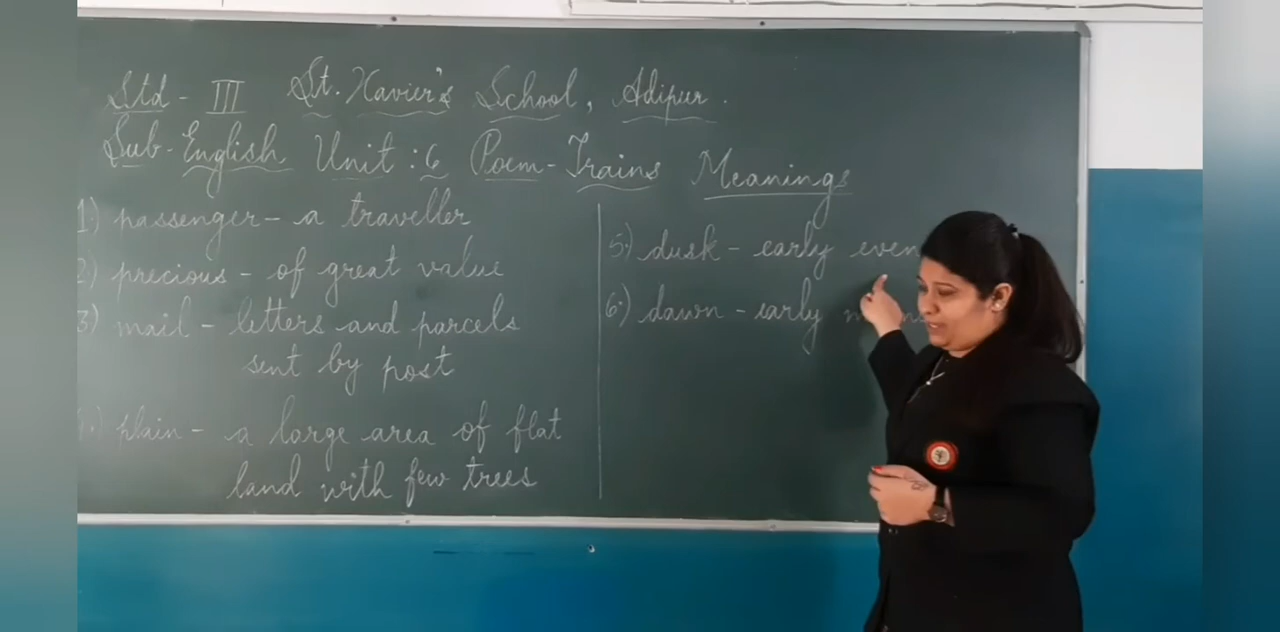 Std - III St. Xavier's School, Adipur.
Sub - English Unit : 6 Poem - Trains Meanings
1) passenger - a traveller
2) precious - of great value
3) mail - letters and parcels
sent by post
4.) plain - a large area of flat
land with few trees
5.) dusk - early even
6.) dawn - early